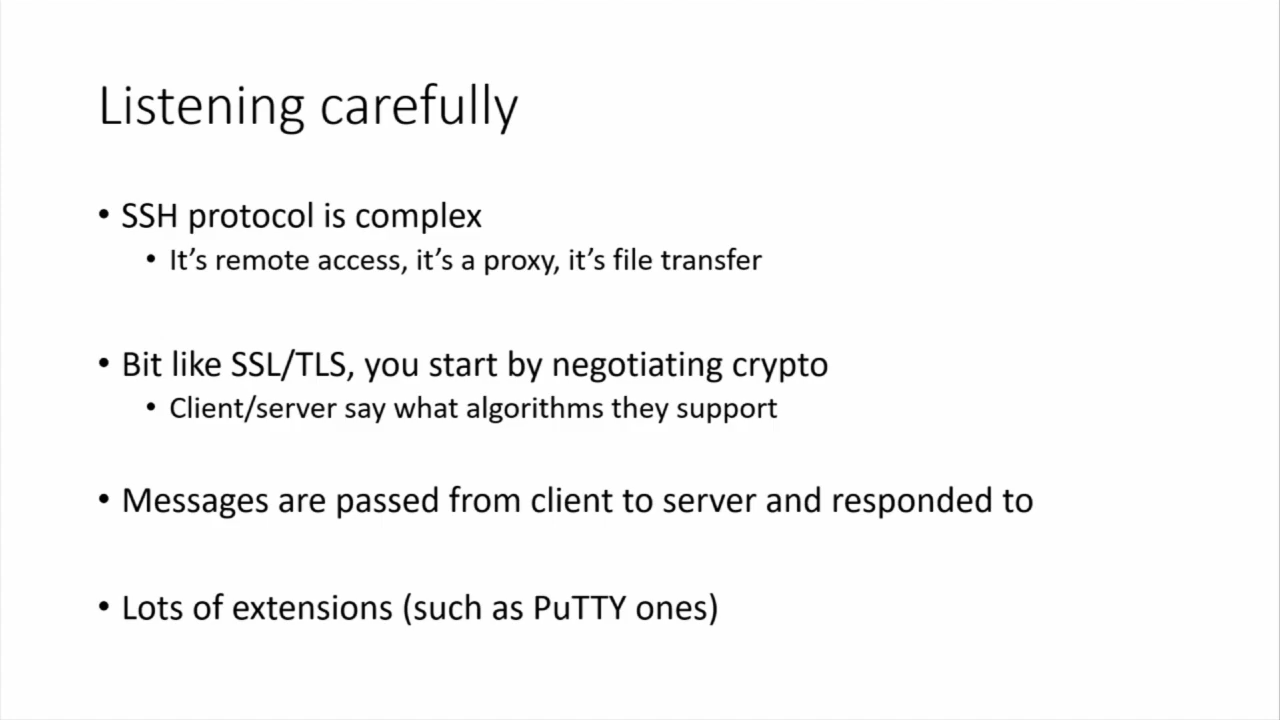 Listening carefully
• SSH protocol is complex
• It’s remote access, it’s a proxy, it’s file transfer
• Bit like SSL/TLS, you start by negotiating crypto
• Client/server say what algorithms they support
• Messages are passed from client to server and responded to
• Lots of extensions (such as PuTTY ones)